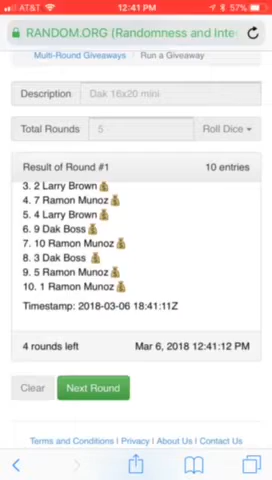 AT&T 12:41 PM 57%
RANDOM.ORG (Randomness and Inte
Multi-Round Giveaways / Run a Giveaway
Description Dak 16x20 mini
Total Rounds 5 Roll Dice
Result of Round #1 10 entries
3. 2 Larry Brown💰
4. 7 Ramon Munoz💰
5. 4 Larry Brown💰
6. 9 Dak Boss💰
7. 10 Ramon Munoz💰
8. 3 Dak Boss 💰
9. 5 Ramon Munoz💰
10. 1 Ramon Munoz💰
Timestamp: 2018-03-06 18:41:11Z
4 rounds left Mar 6, 2018 12:41:12 PM
Clear Next Round
Terms and Conditions | Privacy | About Us | Contact Us